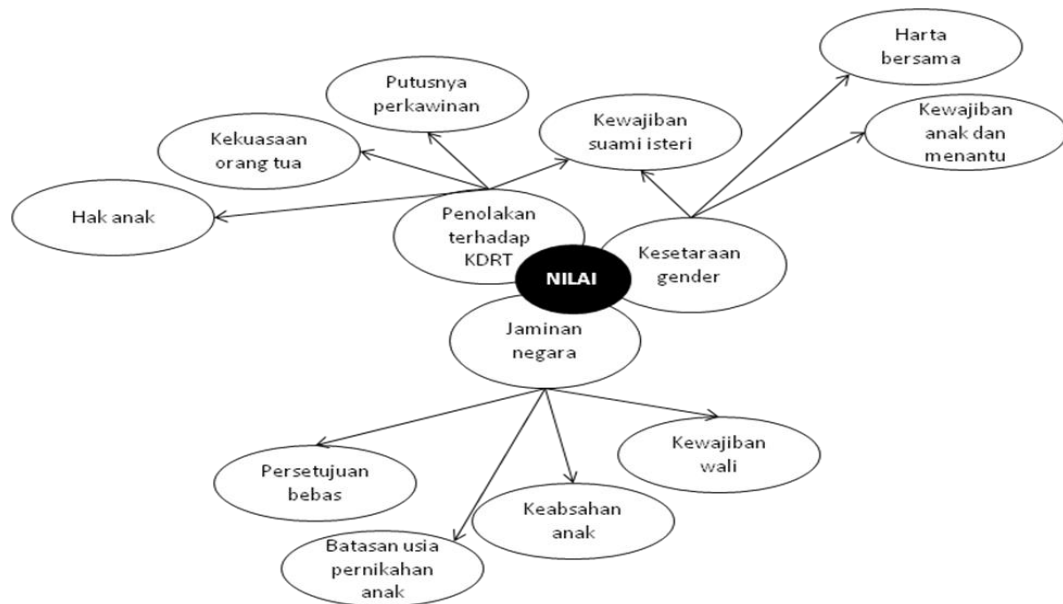 Harta
bersama
Putusnya
perkawinan
Kewajiban
suami isteri
Kewajiban
anak dan
menantu
Kekuasaan
orang tua
Hak anak
Penolakan
terhadap
KDRT
Kesetaraan
gender
NILAI
Jaminan
negara
Kewajiban
wali
Persetujuan
bebas
Keabsahan
anak
Batasan usia
pernikahan
anak